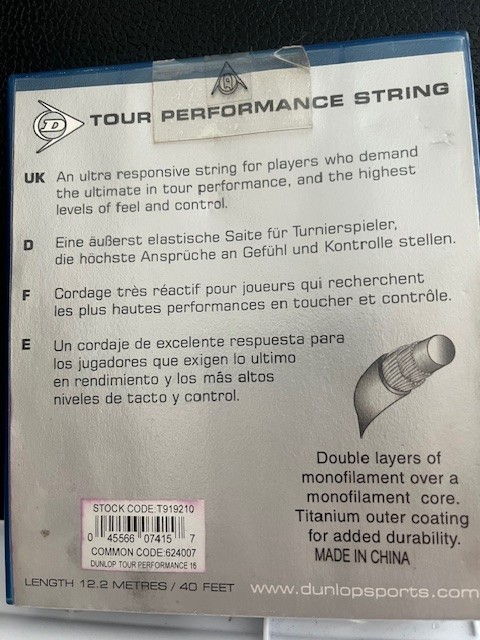 TOUR PERFORMANCE STRING
UK An ultra responsive string for players who demand
the ultimate in tour performance, and the highest
levels of feel and control.
D Eine äußerst elastische Saite für Turnierspieler,
die höchste Ansprüche an Gefühl und Kontrolle stellen.
F Cordage très réactif pour joueurs qui recherchent
les plus hautes performances en toucher et contrôle.
E Un cordaje de excelente respuesta para
los jugadores que exigen lo ultimo
en rendimiento y los más altos
niveles de tacto y control.
Double layers of
monofilament over a
monofilament core.
Titanium outer coating
for added durability.
MADE IN CHINA
STOCK CODE:T919210
0 45566 07415 7
COMMON CODE:624007
DUNLOP TOUR PERFORMANCE 16
LENGTH 12.2 METRES / 40 FEET
www.dunlopsports.com